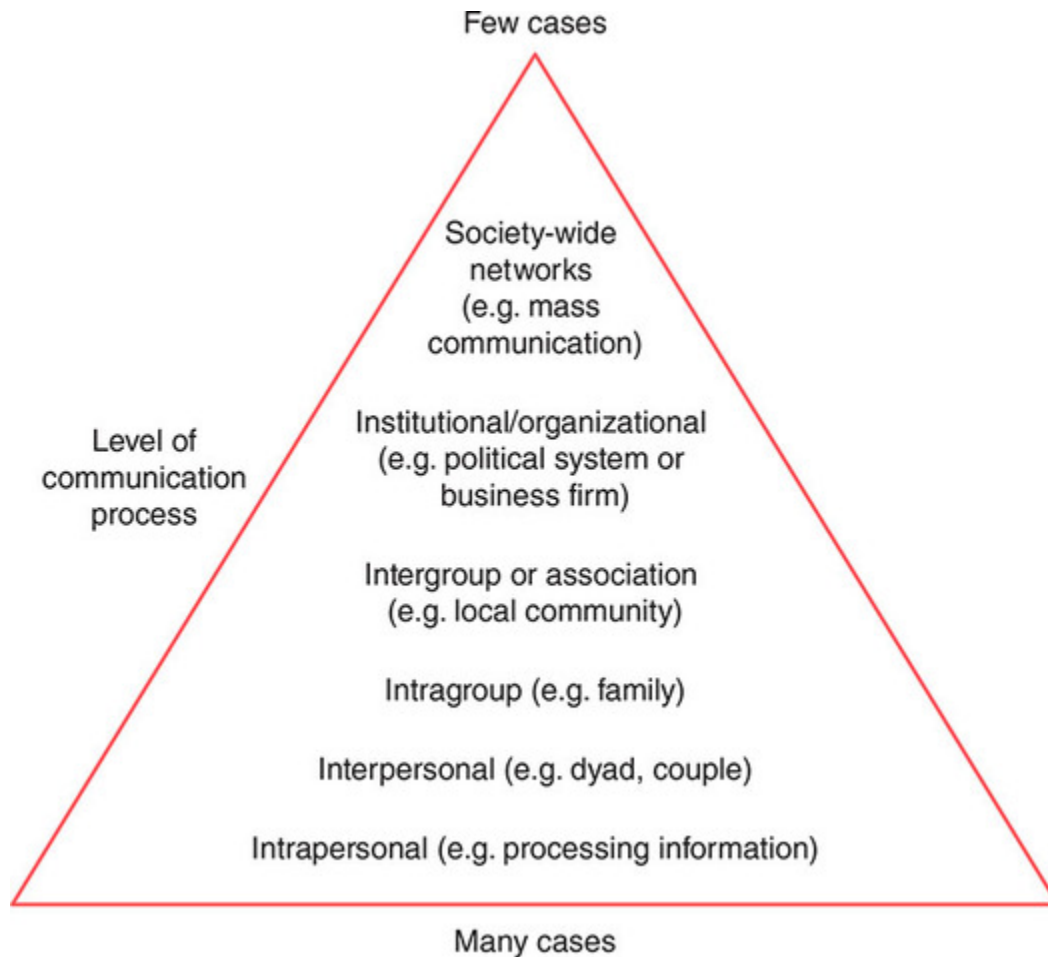 Few cases
Society-wide
networks
(e.g. mass
communication)
Institutional/organizational
(e.g. political system or
business firm)
Level of
communication
process
Intergroup or association
(e.g. local community)
Intragroup (e.g. family)
Interpersonal (e.g. dyad, couple)
Intrapersonal (e.g. processing information)
Many cases